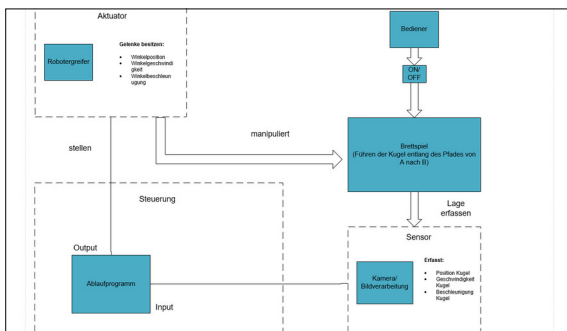 Aktuator
Gelenke besitzen:
Robotergreifer
Winkelposition
Winkelgeschwindi
gkeit
Winkelbeschleun
ugung
Bediener
ON/
OFF
stellen
manipuliert
Brettspiel
(Führen der Kugel entlang des Pfades von
A nach B)
Lage
erfassen
Steuerung
Sensor
Output
Ablaufprogramm
Input
Erfasst:
Kamera/
Bildverarbeitung
Position Kugel
Geschwindigkeit
Kugel
Beschleunigung
Kugel